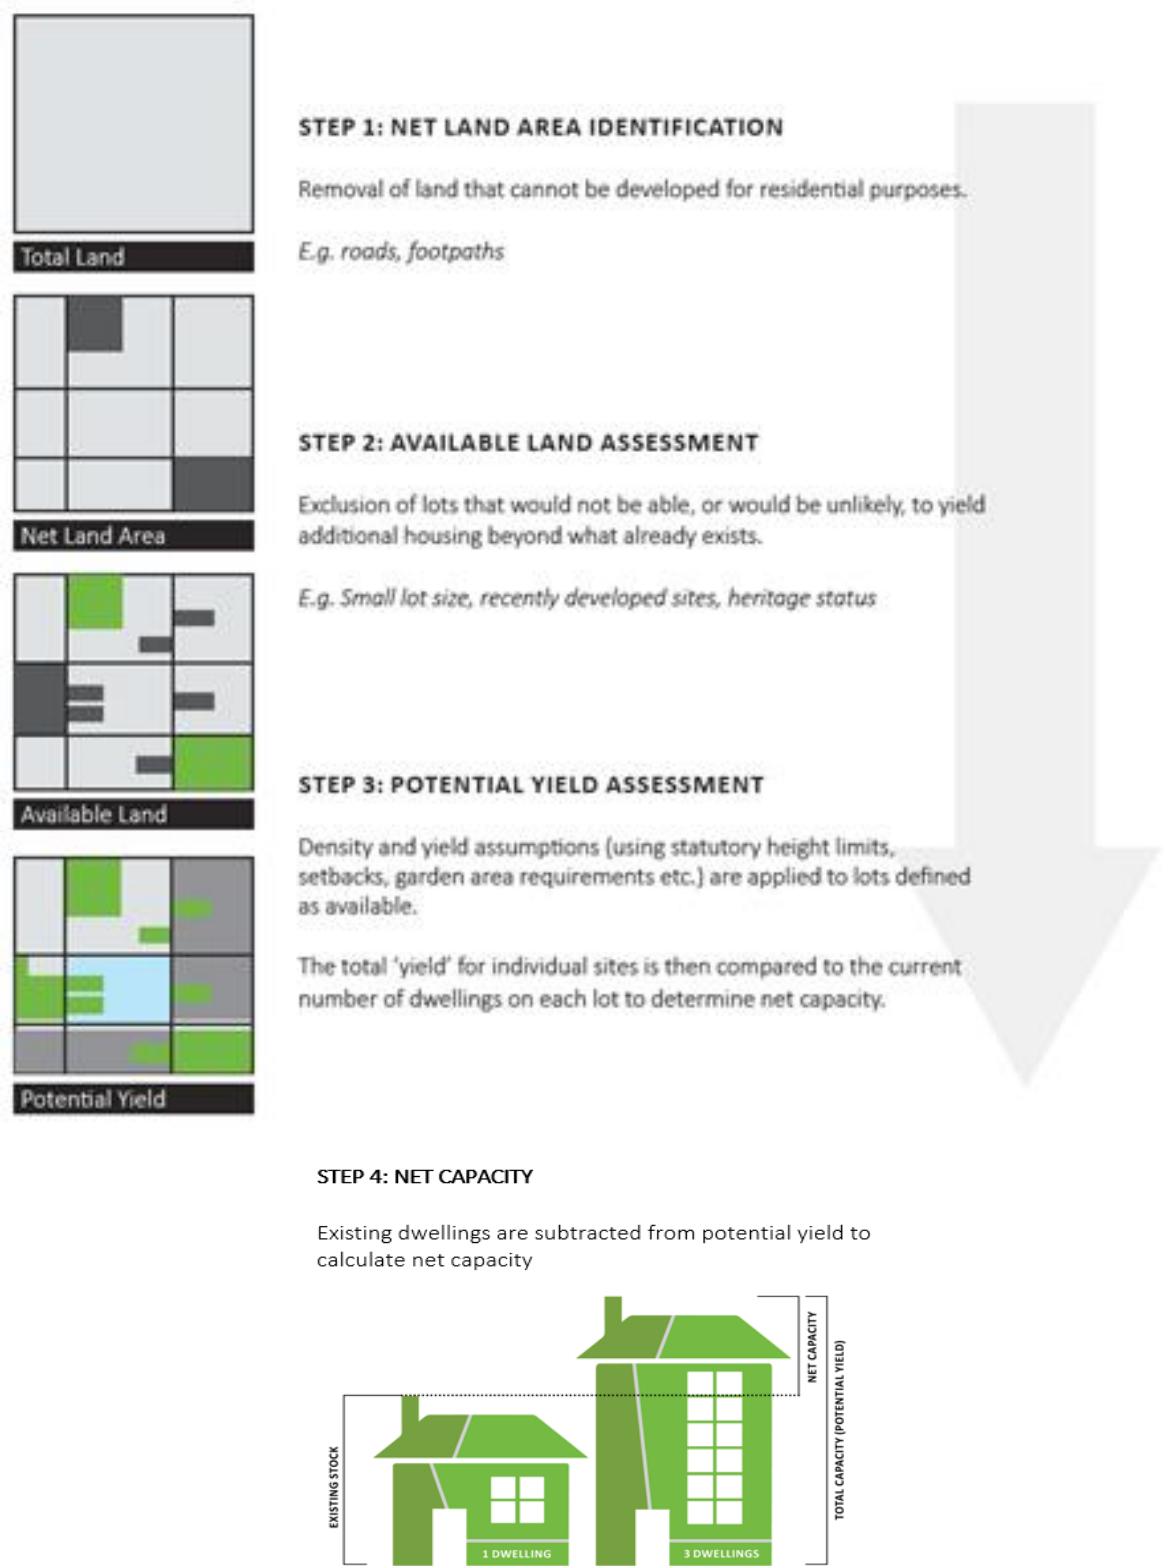 Total Land
STEP 1: NET LAND AREA IDENTIFICATION
Removal of land that cannot be developed for residential purposes.
E.g. roads, footpaths
Net Land Area
STEP 2: AVAILABLE LAND ASSESSMENT
Exclusion of lots that would not be able, or would be unlikely, to yield
additional housing beyond what already exists.
E.g. Small lot size, recently developed sites, heritage status
Available Land
STEP 3: POTENTIAL YIELD ASSESSMENT
Density and yield assumptions (using statutory height limits,
setbacks, garden area requirements etc.) are applied to lots defined
as available.
The total ‘yield’ for individual sites is then compared to the current
number of dwellings on each lot to determine net capacity.
Potential Yield
STEP 4: NET CAPACITY
Existing dwellings are subtracted from potential yield to
calculate net capacity
EXISTING STOCK
1 DWELLING
3 DWELLINGS
NET CAPACITY
TOTAL CAPACITY (POTENTIAL YIELD)